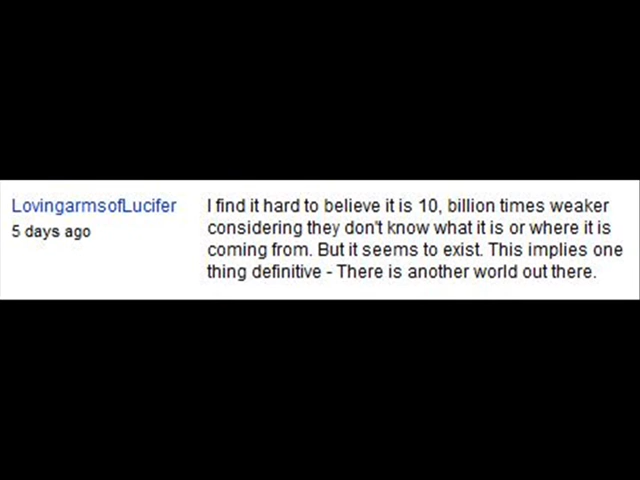 LovingarmsofLucifer
5 days ago
I find it hard to believe it is 10, billion times weaker
considering they don't know what it is or where it is
coming from. But it seems to exist. This implies one
thing definitive - There is another world out there.